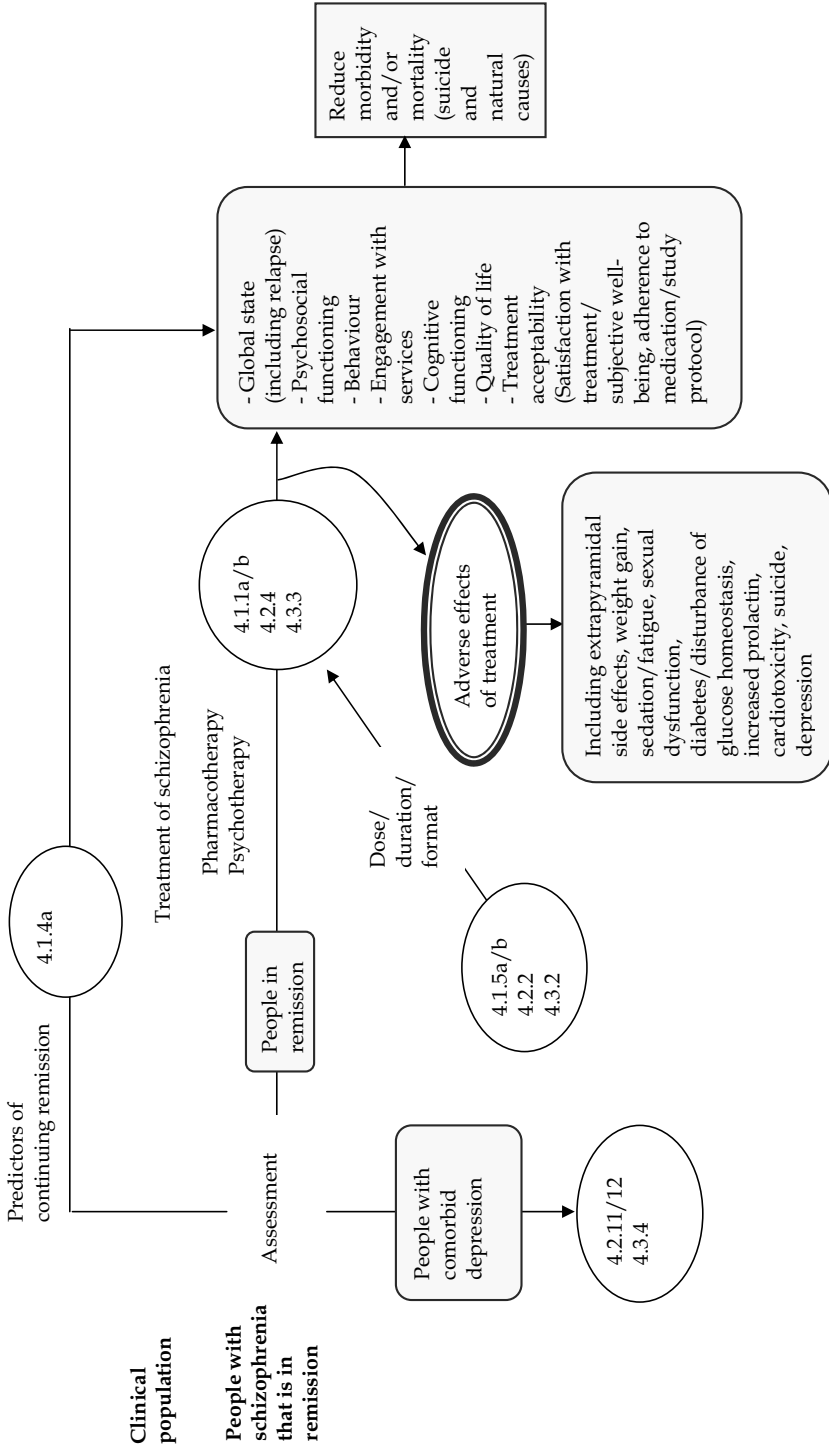 Clinical
population
People with
schizophrenia
that is in
remission
Predictors of
continuing remission
4.1.4a
Assessment
People in
remission
Treatment of schizophrenia
Pharmacotherapy
Psychotherapy
4.1.1a/b
4.2.4
4.3.3
- Global state
(including relapse)
- Psychosocial
functioning
- Behaviour
- Engagement with
services
- Cognitive
functioning
- Quality of life
- Treatment
acceptability
(Satisfaction with
treatment/
subjective well-
being, adherence to
medication/study
protocol)
Reduce
morbidity
and/or
mortality
(suicide
and
natural
causes)
People with
comorbid
depression
4.2.11/12
4.3.4
4.1.5a/b
4.2.2
4.3.2
Dose/
duration/
format
Adverse effects
of treatment
Including extrapyramidal
side effects, weight gain,
sedation/fatigue, sexual
dysfunction,
diabetes/disturbance of
glucose homeostasis,
increased prolactin,
cardiotoxicity, suicide,
depression